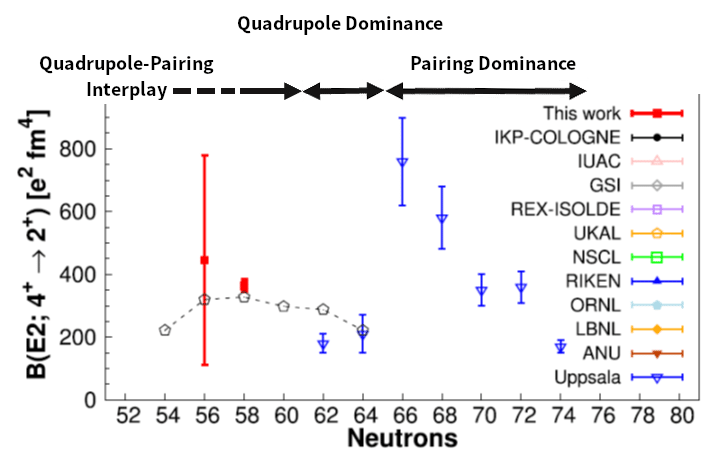 Quadrupole Dominance
Quadrupole-Pairing
Interplay
Pairing Dominance
B(E2; 4⁺ → 2⁺) [e² fm⁴]
800
600
400
200
0
This work
IKP-COLOGNE
IUAC
GSI
REX-ISOLDE
UKAL
NSCL
RIKEN
ORNL
LBNL
ANU
Uppsala
52 54 56 58 60 62 64 66 68 70 72 74 76 78 80
Neutrons